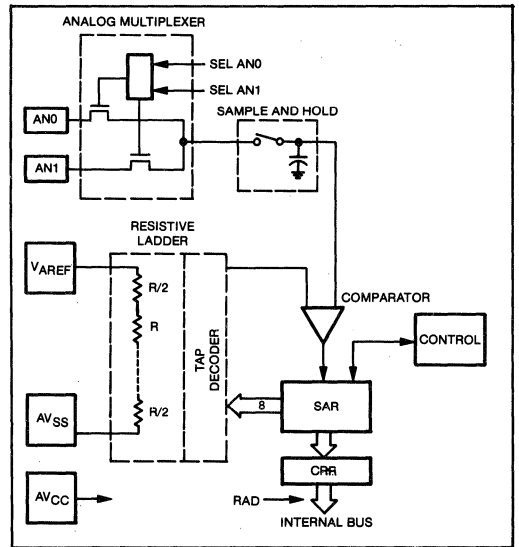 ANALOG MULTIPLEXER
SEL AN0
SEL AN1
SAMPLE AND HOLD
AN0
AN1
RESISTIVE
LADDER
VAREF
R/2
R
R/2
TAP
DECODER
COMPARATOR
CONTROL
AVSS
8
SAR
AVCC
CRR
RAD
INTERNAL BUS